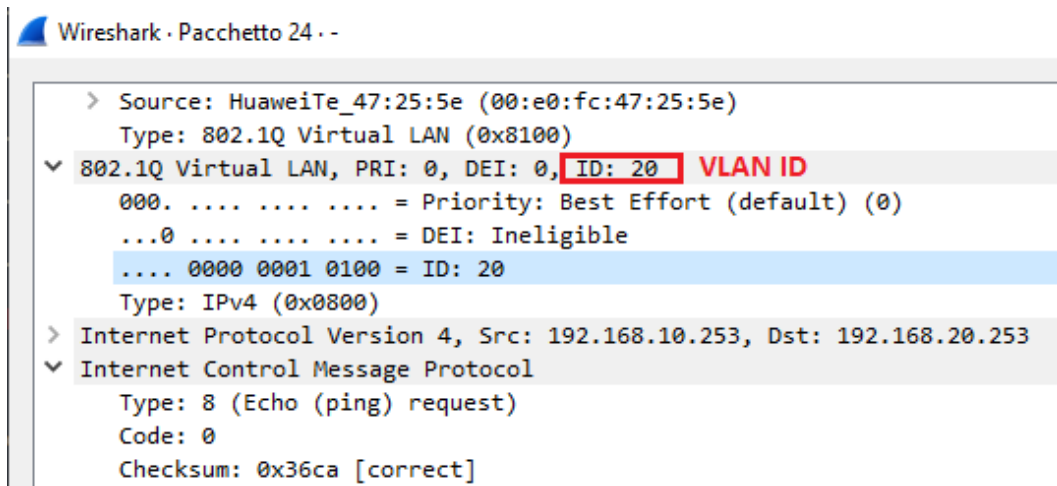 Wireshark · Pacchetto 24 · -
> Source: HuaweiTe_47:25:5e (00:e0:fc:47:25:5e)
Type: 802.1Q Virtual LAN (0x8100)
802.1Q Virtual LAN, PRI: 0, DEI: 0, ID: 20 VLAN ID
000. .... .... .... = Priority: Best Effort (default) (0)
...0 .... .... .... = DEI: Ineligible
.... 0000 0001 0100 = ID: 20
Type: IPv4 (0x0800)
> Internet Protocol Version 4, Src: 192.168.10.253, Dst: 192.168.20.253
Internet Control Message Protocol
Type: 8 (Echo (ping) request)
Code: 0
Checksum: 0x36ca [correct]